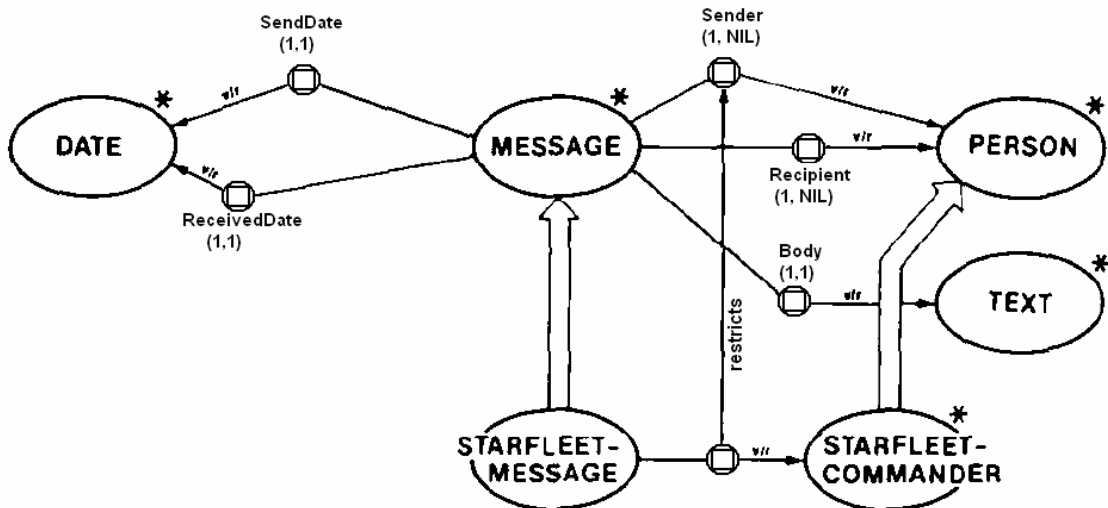 SendDate
(1,1)
Sender
(1, NIL)
v/r
*
*
v/r
*
DATE
MESSAGE
v/r
PERSON
v/r
Recipient
(1, NIL)
ReceivedDate
(1,1)
Body
(1,1)
*
v/r
TEXT
restricts
*
STARFLEET-
MESSAGE
v/r
STARFLEET-
COMMANDER